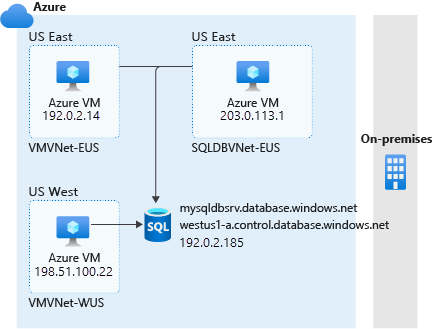 Azure
US East
Azure VM
192.0.2.14
VMVNet-EUS
US East
Azure VM
203.0.113.1
SQLDBVNet-EUS
On-premises
US West
Azure VM
198.51.100.22
VMVNet-WUS
SQL
mysqldbsrv.database.windows.net
westus1-a.control.database.windows.net
192.0.2.185